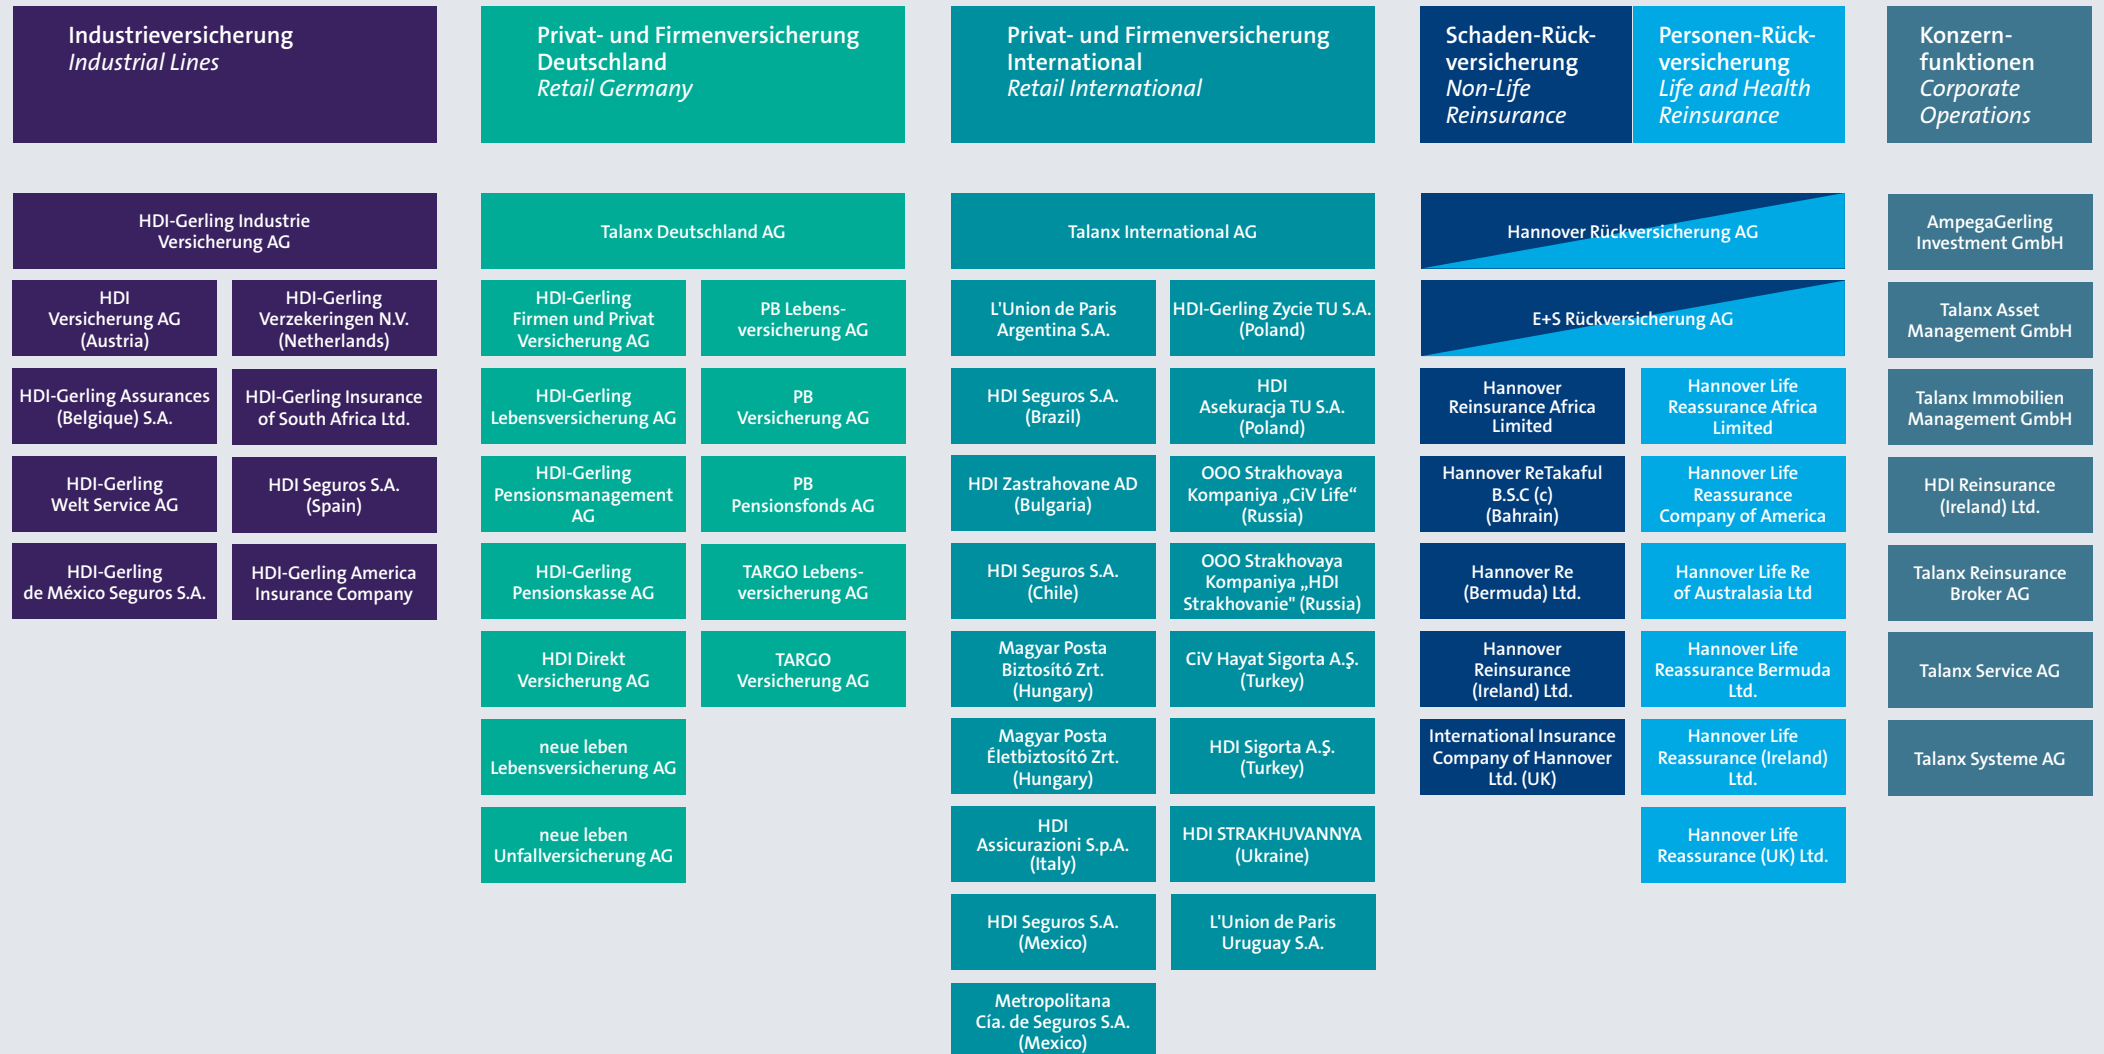 Industrieversicherung
Industrial Lines
Privat- und Firmenversicherung
Deutschland
Retail Germany
Privat- und Firmenversicherung
International
Retail International
Schaden-Rück-
versicherung
Non-Life
Reinsurance
Personen-Rück-
versicherung
Life and Health
Reinsurance
Konzern-
funktionen
Corporate
Operations
HDI-Gerling Industrie
Versicherung AG
HDI
Versicherung AG
(Austria)
HDI-Gerling
Verzekeringen N.V.
(Netherlands)
HDI-Gerling Assurances
(Belgique) S.A.
HDI-Gerling Insurance
of South Africa Ltd.
HDI-Gerling
Welt Service AG
HDI Seguros S.A.
(Spain)
HDI-Gerling
de México Seguros S.A.
HDI-Gerling America
Insurance Company
Talanx Deutschland AG
HDI-Gerling
Firmen und Privat
Versicherung AG
PB Lebens-
versicherung AG
HDI-Gerling
Lebensversicherung AG
PB
Versicherung AG
HDI-Gerling
Pensionsmanagement
AG
PB
Pensionsfonds AG
HDI-Gerling
Pensionskasse AG
TARGO Lebens-
versicherung AG
HDI Direkt
Versicherung AG
TARGO
Versicherung AG
neue leben
Lebensversicherung AG
neue leben
Unfallversicherung AG
Talanx International AG
L'Union de Paris
Argentina S.A.
HDI-Gerling Zycie TU S.A.
(Poland)
HDI Seguros S.A.
(Brazil)
HDI
Asekuracja TU S.A.
(Poland)
HDI Zastrahovane AD
(Bulgaria)
OOO Strakhovaya
Kompaniya „CiV Life“
(Russia)
HDI Seguros S.A.
(Chile)
OOO Strakhovaya
Kompaniya „HDI
Strakhovanie" (Russia)
Magyar Posta
Biztosító Zrt.
(Hungary)
CiV Hayat Sigorta A.Ş.
(Turkey)
Magyar Posta
Életbiztosító Zrt.
(Hungary)
HDI Sigorta A.Ş.
(Turkey)
HDI
Assicurazioni S.p.A.
(Italy)
HDI STRAKHUVANNYA
(Ukraine)
HDI Seguros S.A.
(Mexico)
L'Union de Paris
Uruguay S.A.
Metropolitana
Cía. de Seguros S.A.
(Mexico)
Hannover Rückversicherung AG
E+S Rückversicherung AG
Hannover
Reinsurance Africa
Limited
Hannover Life
Reassurance Africa
Limited
Hannover ReTakaful
B.S.C (c)
(Bahrain)
Hannover Life
Reassurance
Company of America
Hannover Re
(Bermuda) Ltd.
Hannover Life Re
of Australasia Ltd
Hannover
Reinsurance
(Ireland) Ltd.
Hannover Life
Reassurance Bermuda
Ltd.
International Insurance
Company of Hannover
Ltd. (UK)
Hannover Life
Reassurance (Ireland)
Ltd.
Hannover Life
Reassurance (UK) Ltd.
AmpegaGerling
Investment GmbH
Talanx Asset
Management GmbH
Talanx Immobilien
Management GmbH
HDI Reinsurance
(Ireland) Ltd.
Talanx Reinsurance
Broker AG
Talanx Service AG
Talanx Systeme AG